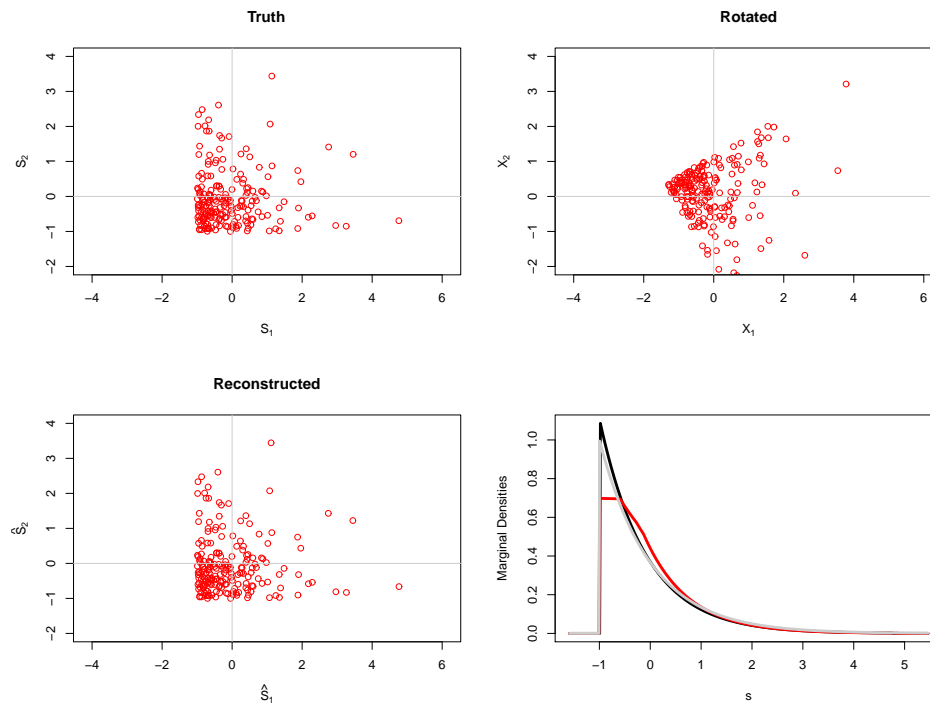 Truth
S₂
4
3
2
1
0
−1
−2
−4 −2 0 2 4 6
S₁
Rotated
X₂
4
3
2
1
0
−1
−2
−4 −2 0 2 4 6
X₁
Reconstructed
Ŝ₂
4
3
2
1
0
−1
−2
−4 −2 0 2 4 6
Ŝ₁
Marginal Densities
1.0
0.8
0.6
0.4
0.2
0.0
−1 0 1 2 3 4 5
s